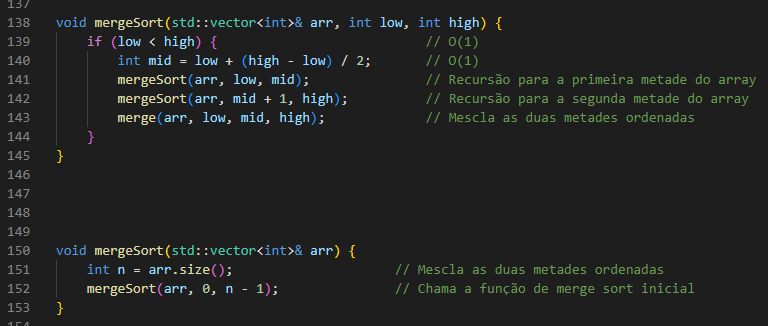 137
138 void mergeSort(std::vector<int>& arr, int low, int high) {
139 if (low < high) { // O(1)
140 int mid = low + (high - low) / 2; // O(1)
141 mergeSort(arr, low, mid); // Recursão para a primeira metade do array
142 mergeSort(arr, mid + 1, high); // Recursão para a segunda metade do array
143 merge(arr, low, mid, high); // Mescla as duas metades ordenadas
144 }
145 }
146
147
148
149
150 void mergeSort(std::vector<int>& arr) {
151 int n = arr.size(); // Mescla as duas metades ordenadas
152 mergeSort(arr, 0, n - 1); // Chama a função de merge sort inicial
153 }
154